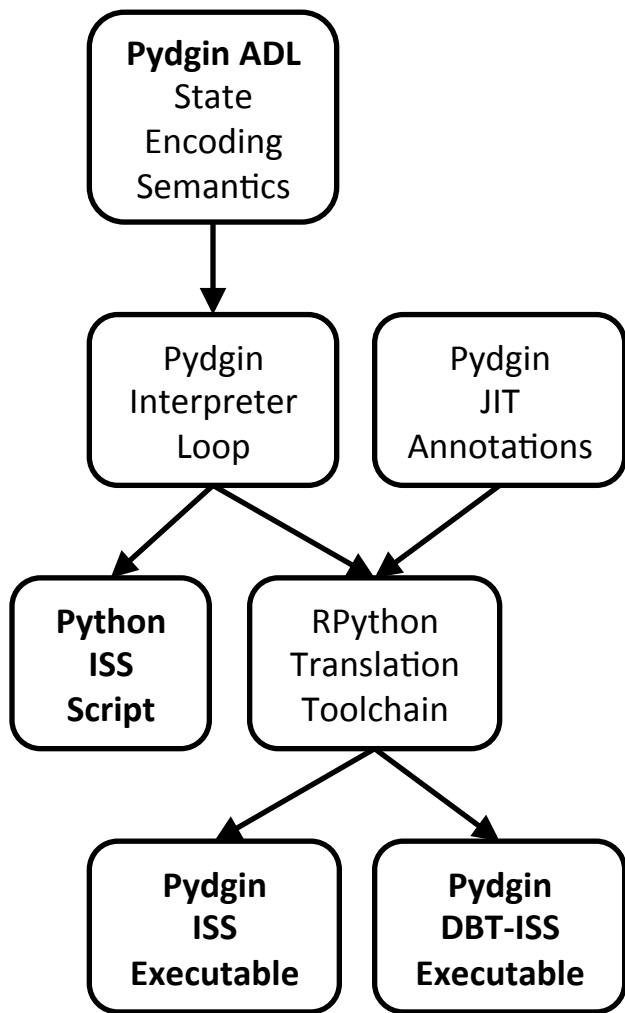 Pydgin ADL
State
Encoding
Semantics
Pydgin
Interpreter
Loop
Pydgin
JIT
Annotations
Python
ISS
Script
RPython
Translation
Toolchain
Pydgin
ISS
Executable
Pydgin
DBT-ISS
Executable